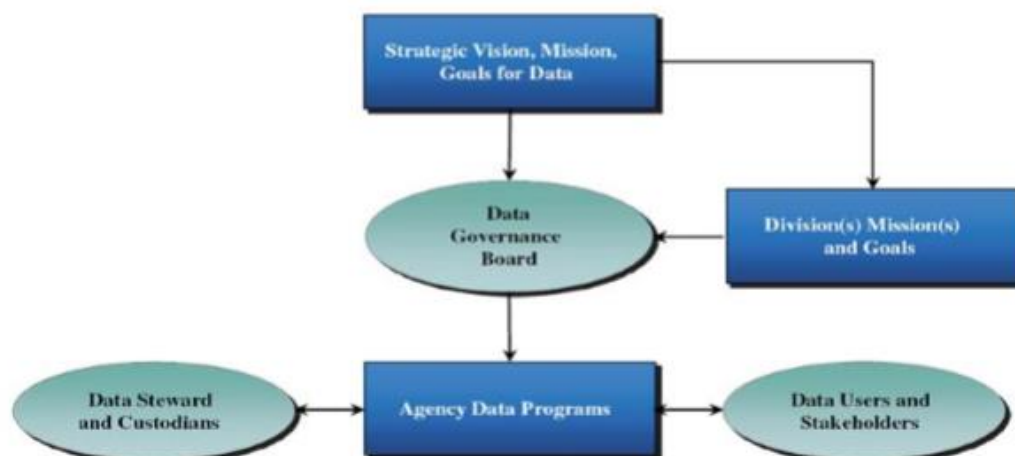 Strategic Vision, Mission,
Goals for Data
Data
Governance
Board
Division(s) Mission(s)
and Goals
Data Steward
and Custodians
Agency Data Programs
Data Users and
Stakeholders